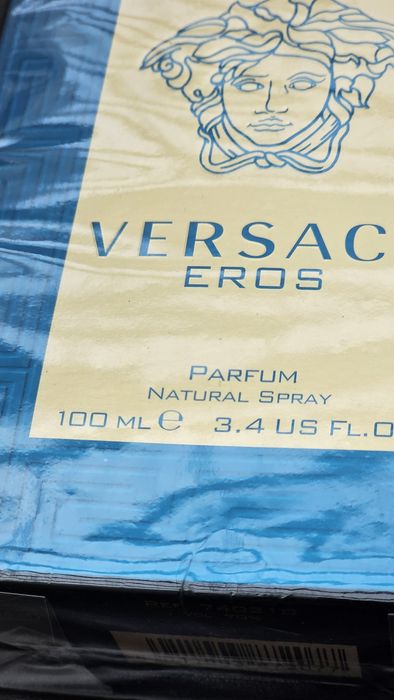 VERSAC
EROS
PARFUM
NATURAL SPRAY
100 ML e 3.4 US FL.O